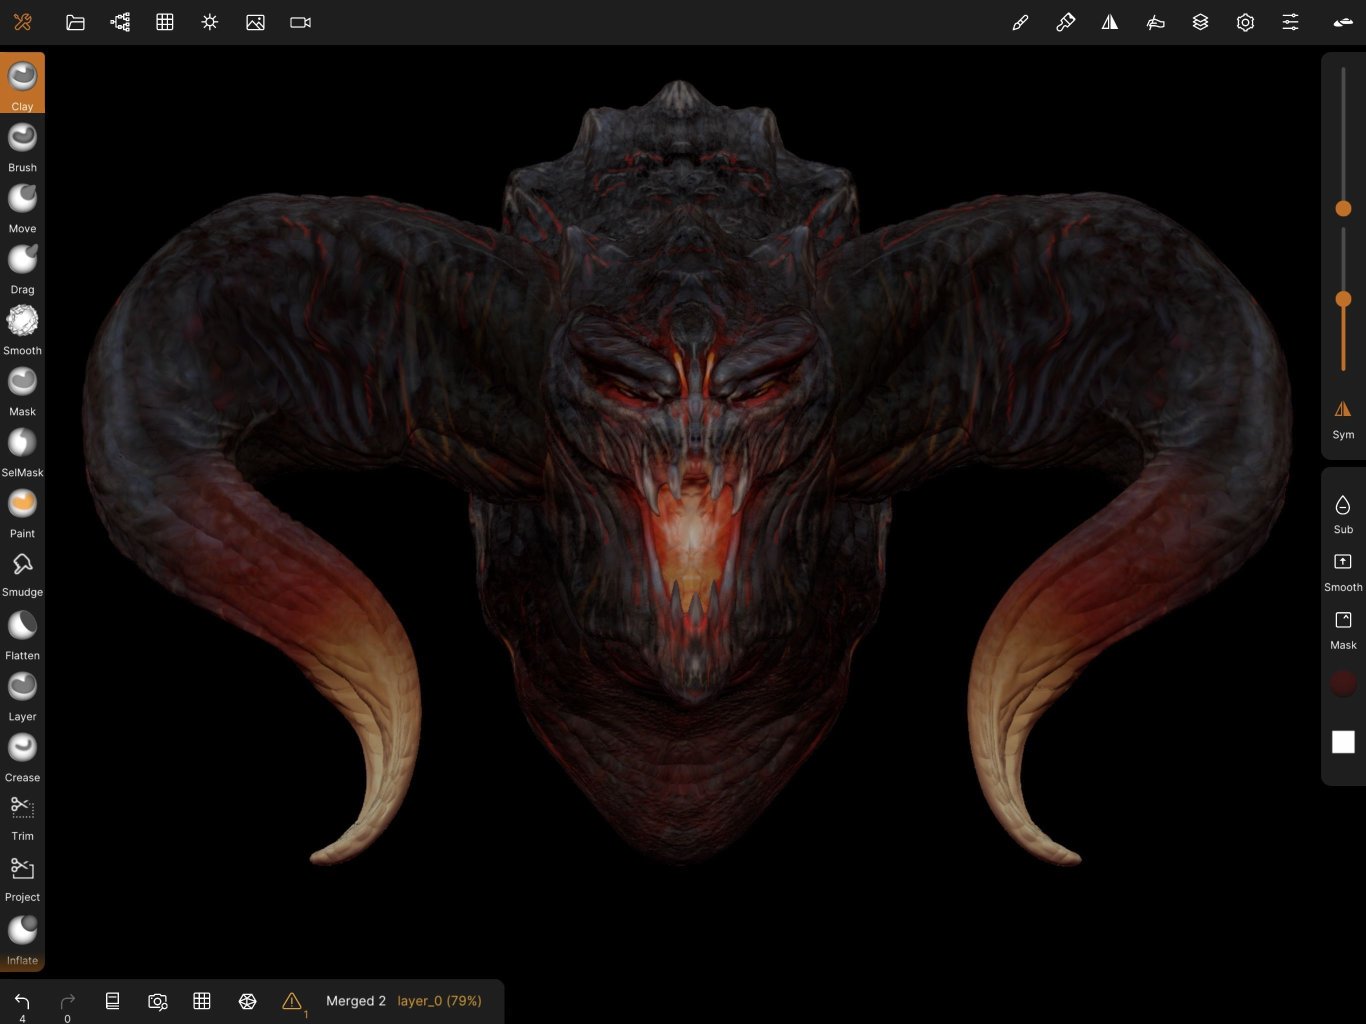 Clay
Brush
Move
Drag
Smooth
Mask
SelMask
Paint
Smudge
Flatten
Layer
Crease
Trim
Project
Inflate
Sym
Sub
Smooth
Mask
4
0
1
Merged 2
layer_0 (79%)